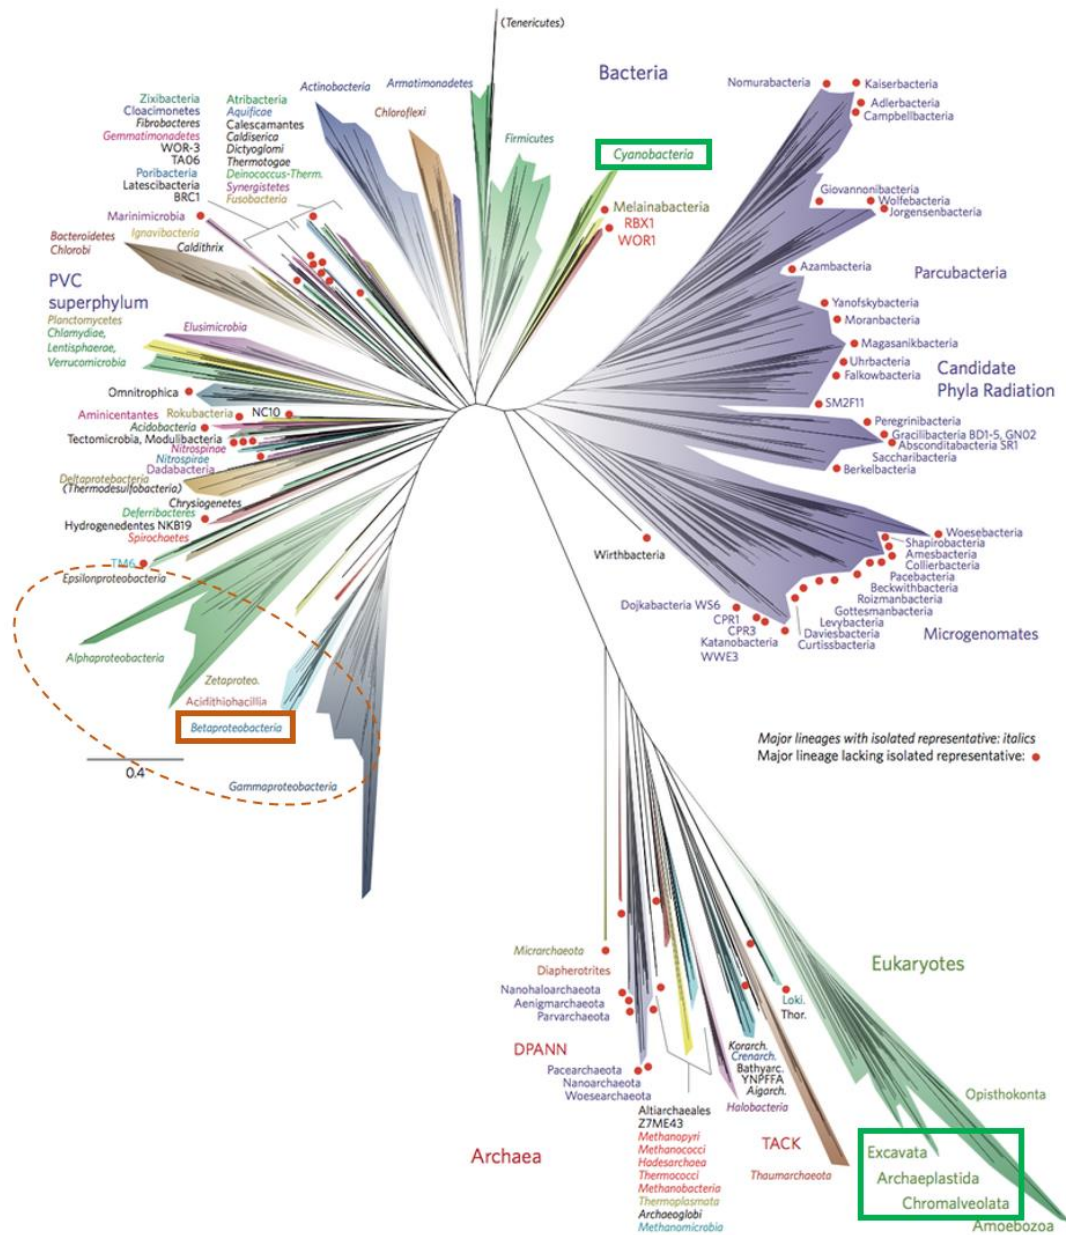 (Tenericutes)
Bacteria
Actinobacteria
Armatimonadetes
Chloroflexi
Firmicutes
Cyanobacteria
Melainabacteria
RBX1
WOR1
Zixibacteria
Cloacimonetes
Fibrobacteres
Gemmatimonadetes
WOR-3
TA06
Poribacteria
Latescibacteria
BRC1
Atribacteria
Aquificae
Calescamantes
Caldiserica
Dictyoglomi
Thermotogae
Deinococcus-Therm.
Synergistetes
Fusobacteria
Marinimicrobia
Ignavibacteria
Bacteroidetes
Chlorobi
Caldithrix
PVC
superphylum
Planctomycetes
Chlamydiae,
Lentisphaerae,
Verrucomicrobia
Elusimicrobia
Omnitrophica
Aminicentantes
Rokubacteria
NC10
Acidobacteria
Tectomicrobia, Modulibacteria
Nitrospinae
Nitrospirae
Dadabacteria
Deltaprotebacteria
(Thermodesulfobacteria)
Chrysiogenetes
Deferribacteres
Hydrogenedentes NKB19
Spirochaetes
TM6
Epsilonproteobacteria
Alphaproteobacteria
Zetaproteo.
Acidithiobacillia
Betaproteobacteria
0.4
Gammaproteobacteria
Nomurabacteria
Kaiserbacteria
Adlerbacteria
Campbellbacteria
Giovannonibacteria
Wolfebacteria
Jorgensenbacteria
Azambacteria
Parcubacteria
Yanofskybacteria
Moranbacteria
Magasanikbacteria
Uhrbacteria
Falkowbacteria
Candidate
Phyla Radiation
SM2F11
Peregrinibacteria
Gracilibacteria BD1-5, GN02
Absconditabacteria SR1
Saccharibacteria
Berkelbacteria
Woesebacteria
Shapirobacteria
Amesbacteria
Collierbacteria
Pacebacteria
Beckwithbacteria
Roizmanbacteria
Gottesmanbacteria
Levybacteria
Daviesbacteria
Curtissbacteria
Microgenomates
Wirthbacteria
Dojkabacteria WS6
CPR1
CPR3
Katanobacteria
WWE3
Major lineages with isolated representative: italics
Major lineage lacking isolated representative:
Micrarchaeota
Diapherotrites
Nanohaloarchaeota
Aenigmarchaeota
Parvarchaeota
DPANN
Pacearchaeota
Nanoarchaeota
Woesearchaeota
Archaea
Altiarchaeales
Z7ME43
Methanopyri
Methanococci
Hadesarchaea
Thermococci
Methanobacteria
Thermoplasmata
Archaeoglobi
Methanomicrobia
Halobacteria
Korarch.
Crenarch.
Bathyarc.
YNPFFA
Aigarch.
TACK
Thaumarchaeota
Loki.
Thor.
Eukaryotes
Opisthokonta
Excavata
Archaeplastida
Chromalveolata
Amoebozoa